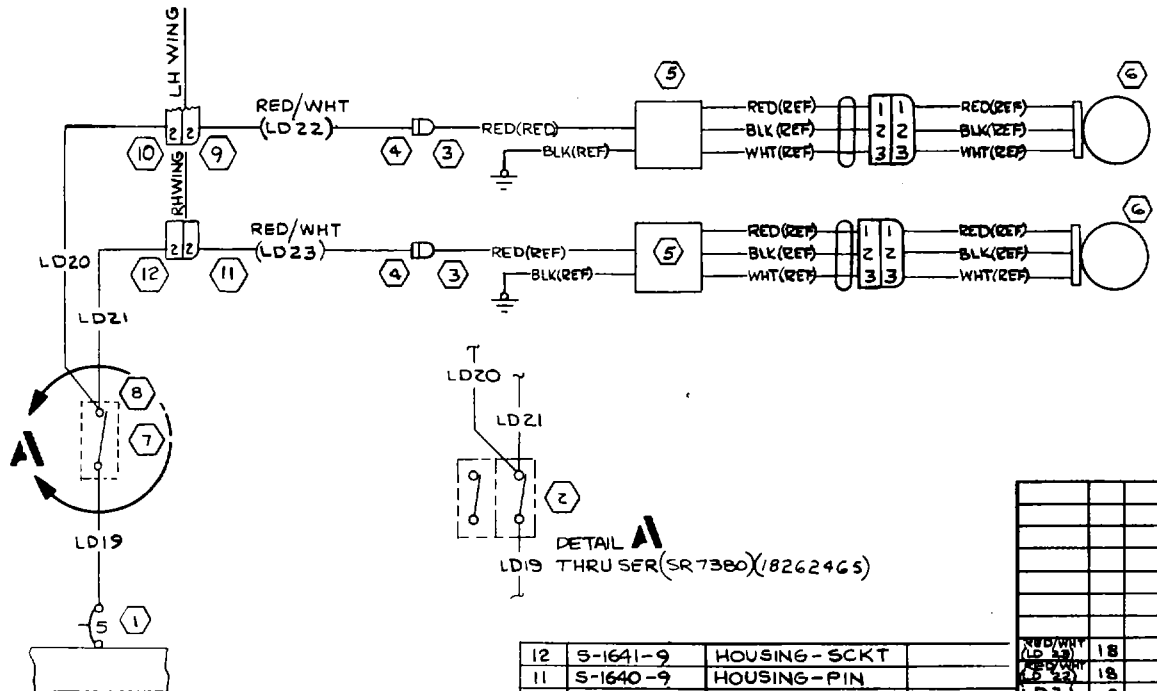 LH WING
RED/WHT
(LD22)
2 2
10
9
4
3
RED(RED)
BLK(REF)
5
RED(REF)
BLK(REF)
WHT(REF)
1 1
2 2
3 3
RED(REF)
BLK(REF)
WHT(REF)
6
RHWING
RED/WHT
(LD23)
2 2
12
11
4
3
RED(REF)
BLK(REF)
5
RED(REF)
BLK(REF)
WHT(REF)
1 1
2 2
3 3
RED(REF)
BLK(REF)
WHT(REF)
6
LD20
LD21
8
7
A
LD19
5
1
LD20
LD21
2
DETAIL A
LD19 THRU SER(SR7380)(18262465)
12 S-1641-9 HOUSING-SCKT
11 S-1640-9 HOUSING-PIN
RED/WHT
(LD 23) 18
RED/WHT
(LD 22) 18